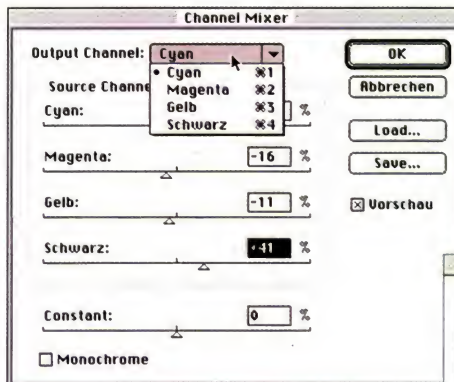 Channel Mixer
Output Channel: Cyan
OK
• Cyan ⌘1
Magenta ⌘2
Gelb ⌘3
Schwarz ⌘4
Abbrechen
Source
Cyan: %
Load...
Magenta: -16 %
Save...
Gelb: -11 %
Vorschau
Schwarz: +41 %
Constant: 0 %
Monochrome